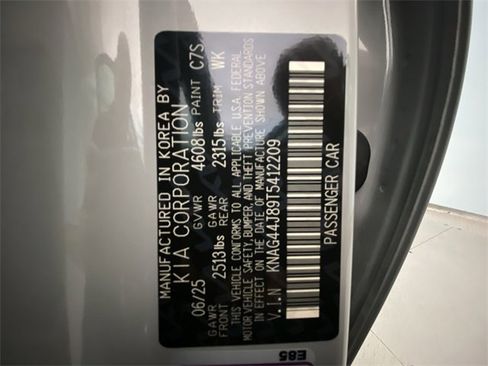 MANUFACTURED IN KOREA BY
KIA CORPORATION
06/25 GVWR 4608lbs PAINT C7S
GAWR FRONT 2513lbs GAWR REAR 2815lbs TRIM WK
THIS VEHICLE CONFORMS TO ALL APPLICABLE U.S.A. FEDERAL
MOTOR VEHICLE SAFETY, BUMPER, AND THEFT PREVENTION STANDARDS
IN EFFECT ON THE DATE OF MANUFACTURE SHOWN ABOVE
V.I.N KNAG44J89T5412209
PASSENGER CAR
E85